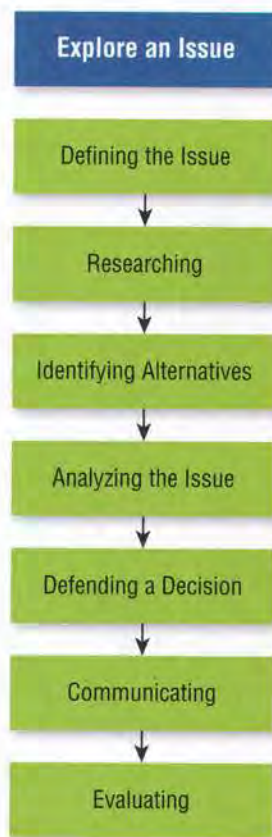 Explore an Issue
Defining the Issue
Researching
Identifying Alternatives
Analyzing the Issue
Defending a Decision
Communicating
Evaluating